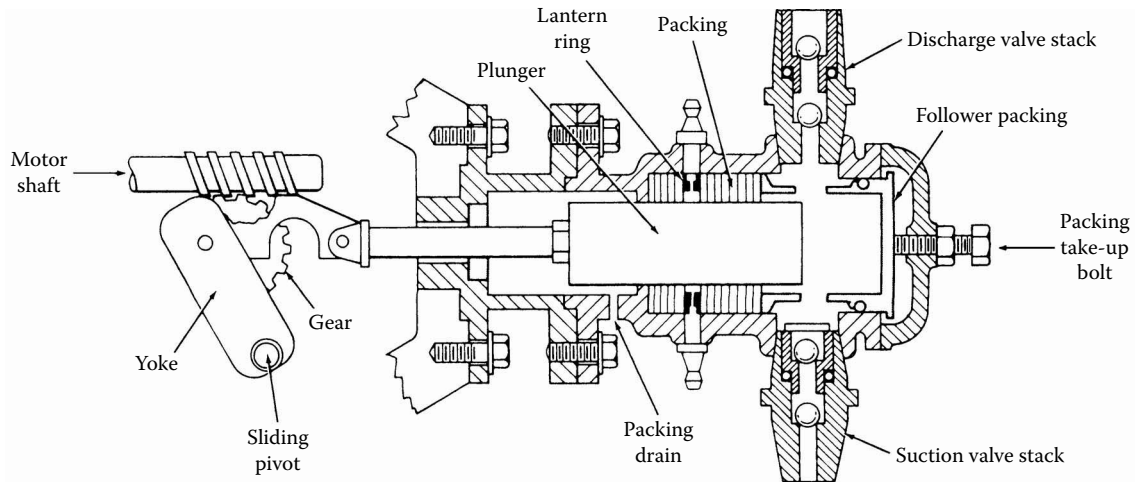 Lantern
ring
Packing
Discharge valve stack
Plunger
Follower packing
Motor
shaft
Packing
take-up
bolt
Gear
Yoke
Sliding
pivot
Packing
drain
Suction valve stack